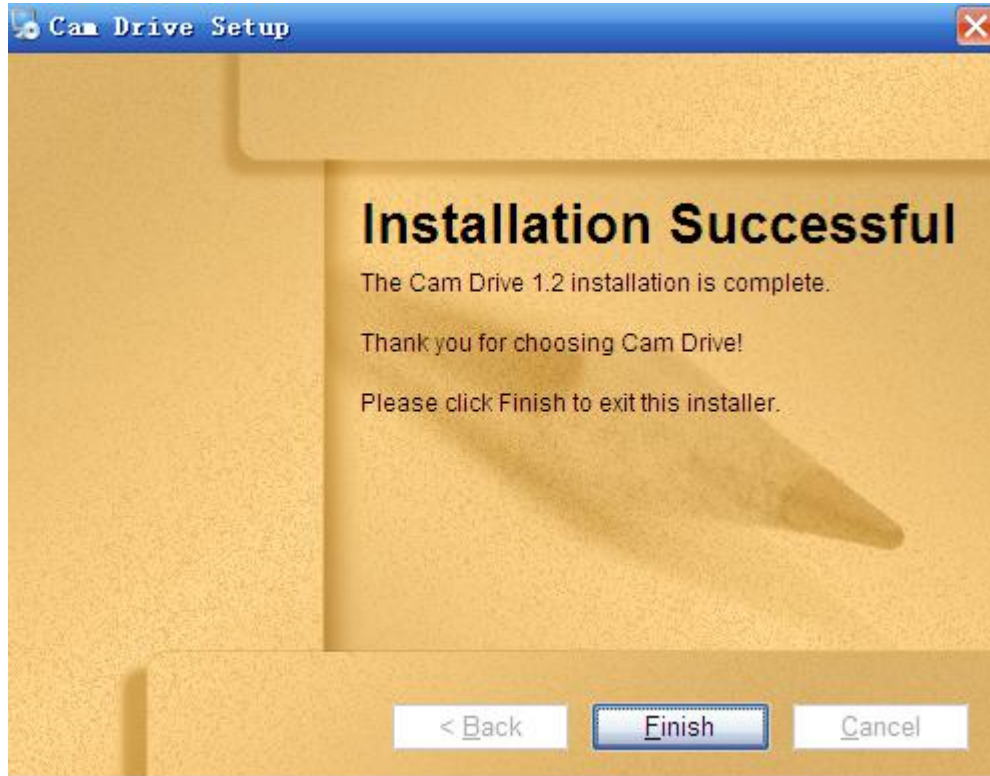 Cam Drive Setup
Installation Successful
The Cam Drive 1.2 installation is complete.
Thank you for choosing Cam Drive!
Please click Finish to exit this installer.
< Back
Finish
Cancel